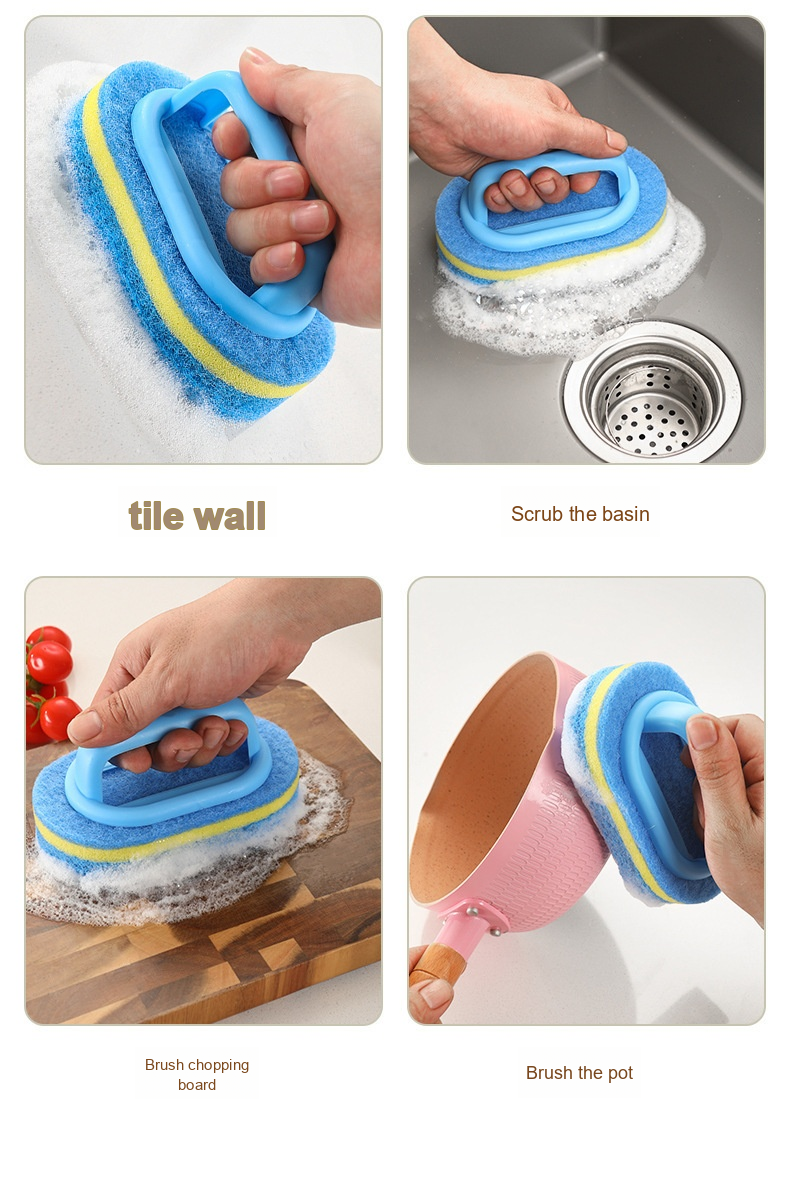 tile wall
Scrub the basin
Brush chopping
board
Brush the pot